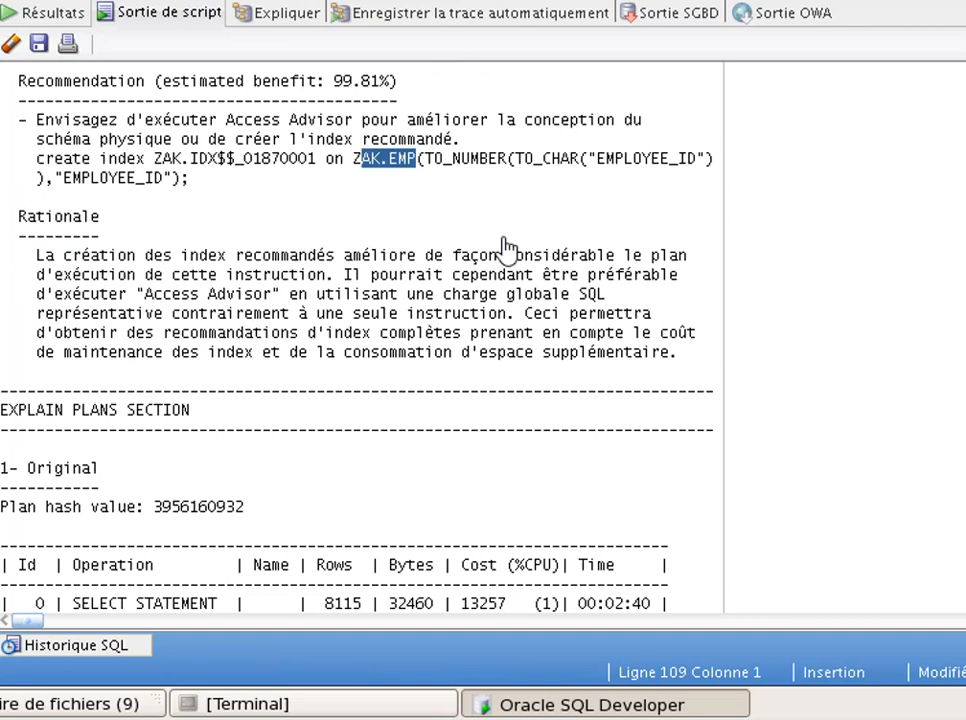 Résultats Sortie de script Expliquer Enregistrer la trace automatiquement Sortie SGBD Sortie OWA
Recommendation (estimated benefit: 99.81%)
------------------------------------------
- Envisagez d'exécuter Access Advisor pour améliorer la conception du
schéma physique ou de créer l'index recommandé.
create index ZAK.IDX$$_01870001 on ZAK.EMP(TO_NUMBER(TO_CHAR("EMPLOYEE_ID")
),"EMPLOYEE_ID");
Rationale
---------
La création des index recommandés améliore de façon considérable le plan
d'exécution de cette instruction. Il pourrait cependant être préférable
d'exécuter "Access Advisor" en utilisant une charge globale SQL
représentative contrairement à une seule instruction. Ceci permettra
d'obtenir des recommandations d'index complètes prenant en compte le coût
de maintenance des index et de la consommation d'espace supplémentaire.
-------------------------------------------------------------------------------
EXPLAIN PLANS SECTION
-------------------------------------------------------------------------------
1- Original
-----------
Plan hash value: 3956160932
--------------------------------------------------------------------------
| Id | Operation | Name | Rows | Bytes | Cost (%CPU)| Time |
--------------------------------------------------------------------------
| 0 | SELECT STATEMENT | | 8115 | 32460 | 13257 (1)| 00:02:40 |
Historique SQL
Ligne 109 Colonne 1 | Insertion | Modifié
ire de fichiers (9) [Terminal] Oracle SQL Developer